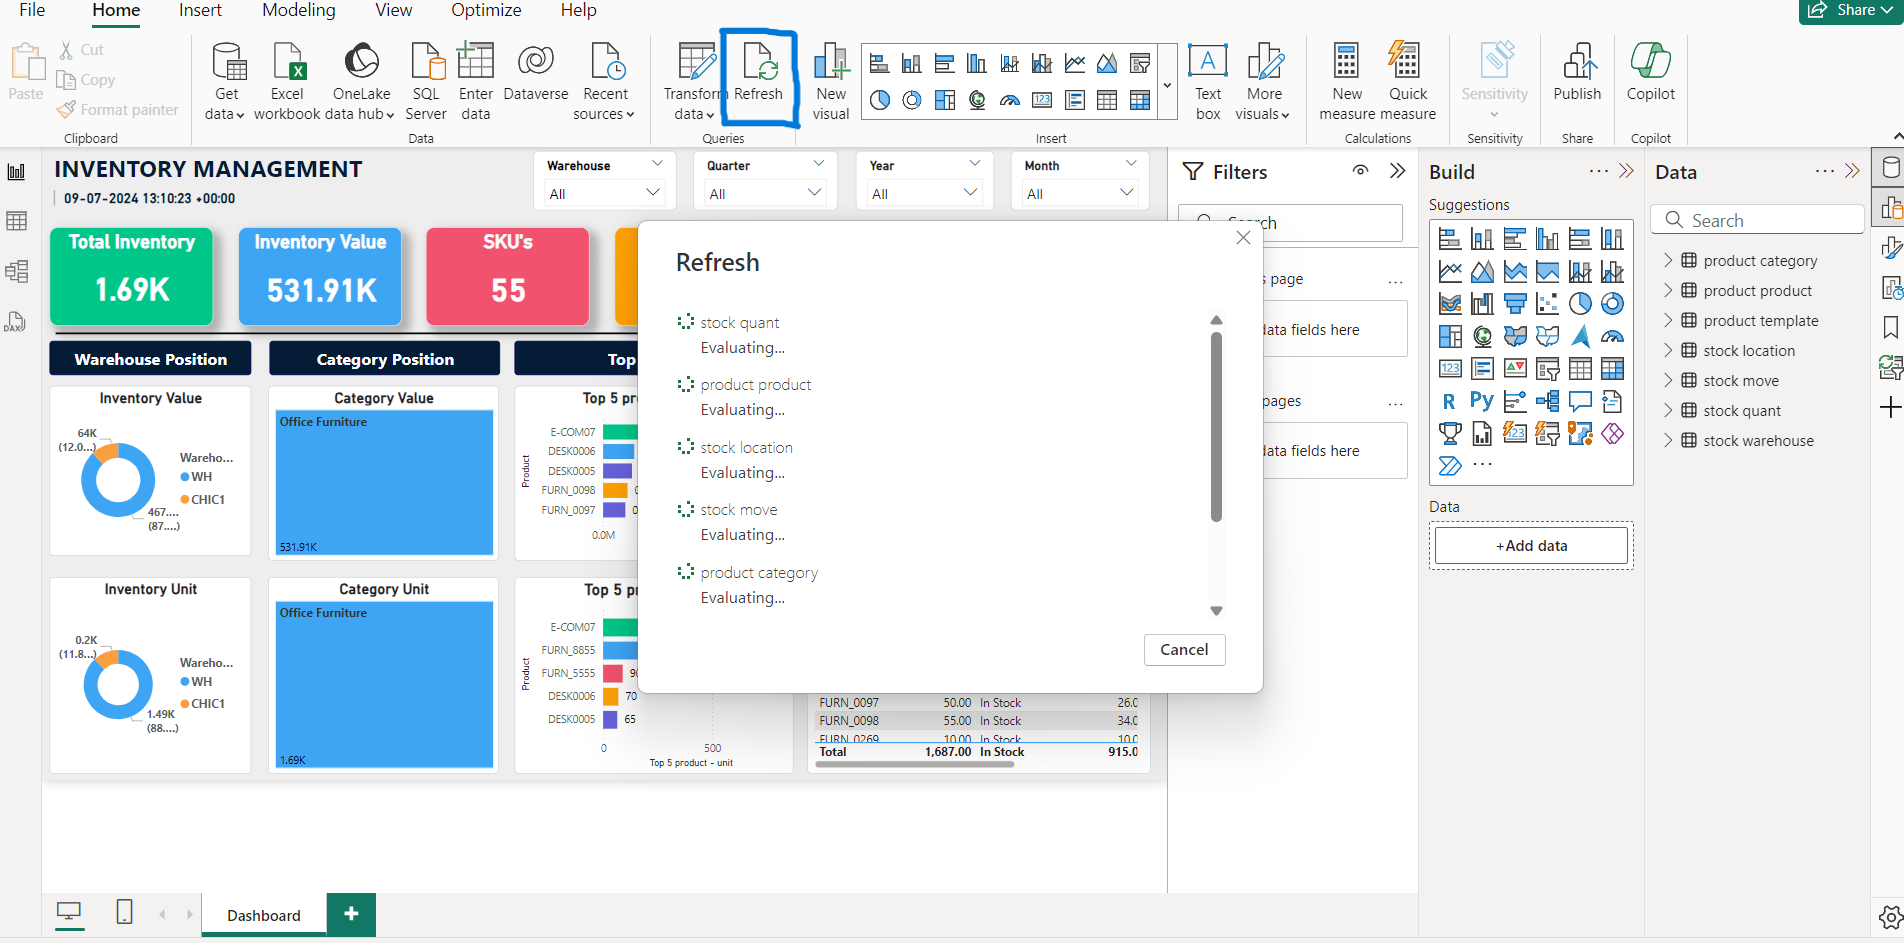 File Home Insert Modeling View Optimize Help
Share
Paste
Cut
Copy
Format painter
Clipboard
Get data
Excel workbook
OneLake data hub
SQL Server
Enter data
Dataverse
Recent sources
Data
Transform data
Refresh
Queries
New visual
Text box
More visuals
Insert
New measure
Quick measure
Calculations
Sensitivity
Sensitivity
Publish
Share
Copilot
Copilot
INVENTORY MANAGEMENT
09-07-2024 13:10:23 +00:00
Warehouse
All
Quarter
All
Year
All
Month
All
Total Inventory
1.69K
Inventory Value
531.91K
SKU's
55
Warehouse Position
Category Position
Top
Inventory Value
64K
(12.0...)
467....
(87....)
Wareho...
WH
CHIC1
Category Value
Office Furniture
531.91K
Top 5 pr
Product
E-COM07
DESK0006
DESK0005
FURN_0098
FURN_0097
0.0M
Inventory Unit
0.2K
(11.8...)
1.49K
(88....)
Wareho...
WH
CHIC1
Category Unit
Office Furniture
1.69K
Top 5 p
Product
E-COM07
FURN_8855
FURN_5555
DESK0006 70
DESK0005 65
0 500
Top 5 product - unit
FURN_0097 50.00 In Stock 26.0
FURN_0098 55.00 In Stock 34.0
FURN_0269 10.00 In Stock 10.0
Total 1,687.00 In Stock 915.0
Refresh
stock quant
Evaluating...
product product
Evaluating...
stock location
Evaluating...
stock move
Evaluating...
product category
Evaluating...
Cancel
Filters
Search
s page
data fields here
pages
data fields here
Build
Suggestions
Data
+Add data
Data
Search
product category
product product
product template
stock location
stock move
stock quant
stock warehouse
Dashboard